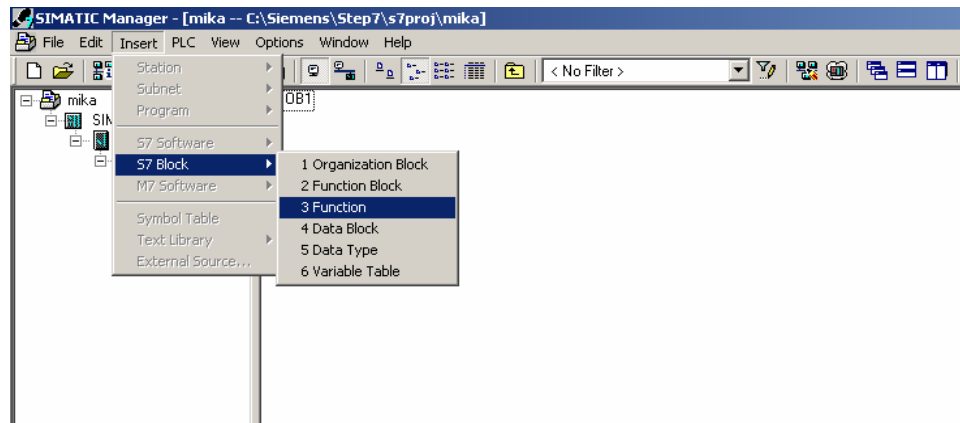 SIMATIC Manager - [mika -- C:\Siemens\Step7\s7proj\mika]
File Edit Insert PLC View Options Window Help
< No Filter >
Station
Subnet
Program
S7 Software
S7 Block
M7 Software
Symbol Table
Text Library
External Source...
mika
SIM
OB1
1 Organization Block
2 Function Block
3 Function
4 Data Block
5 Data Type
6 Variable Table